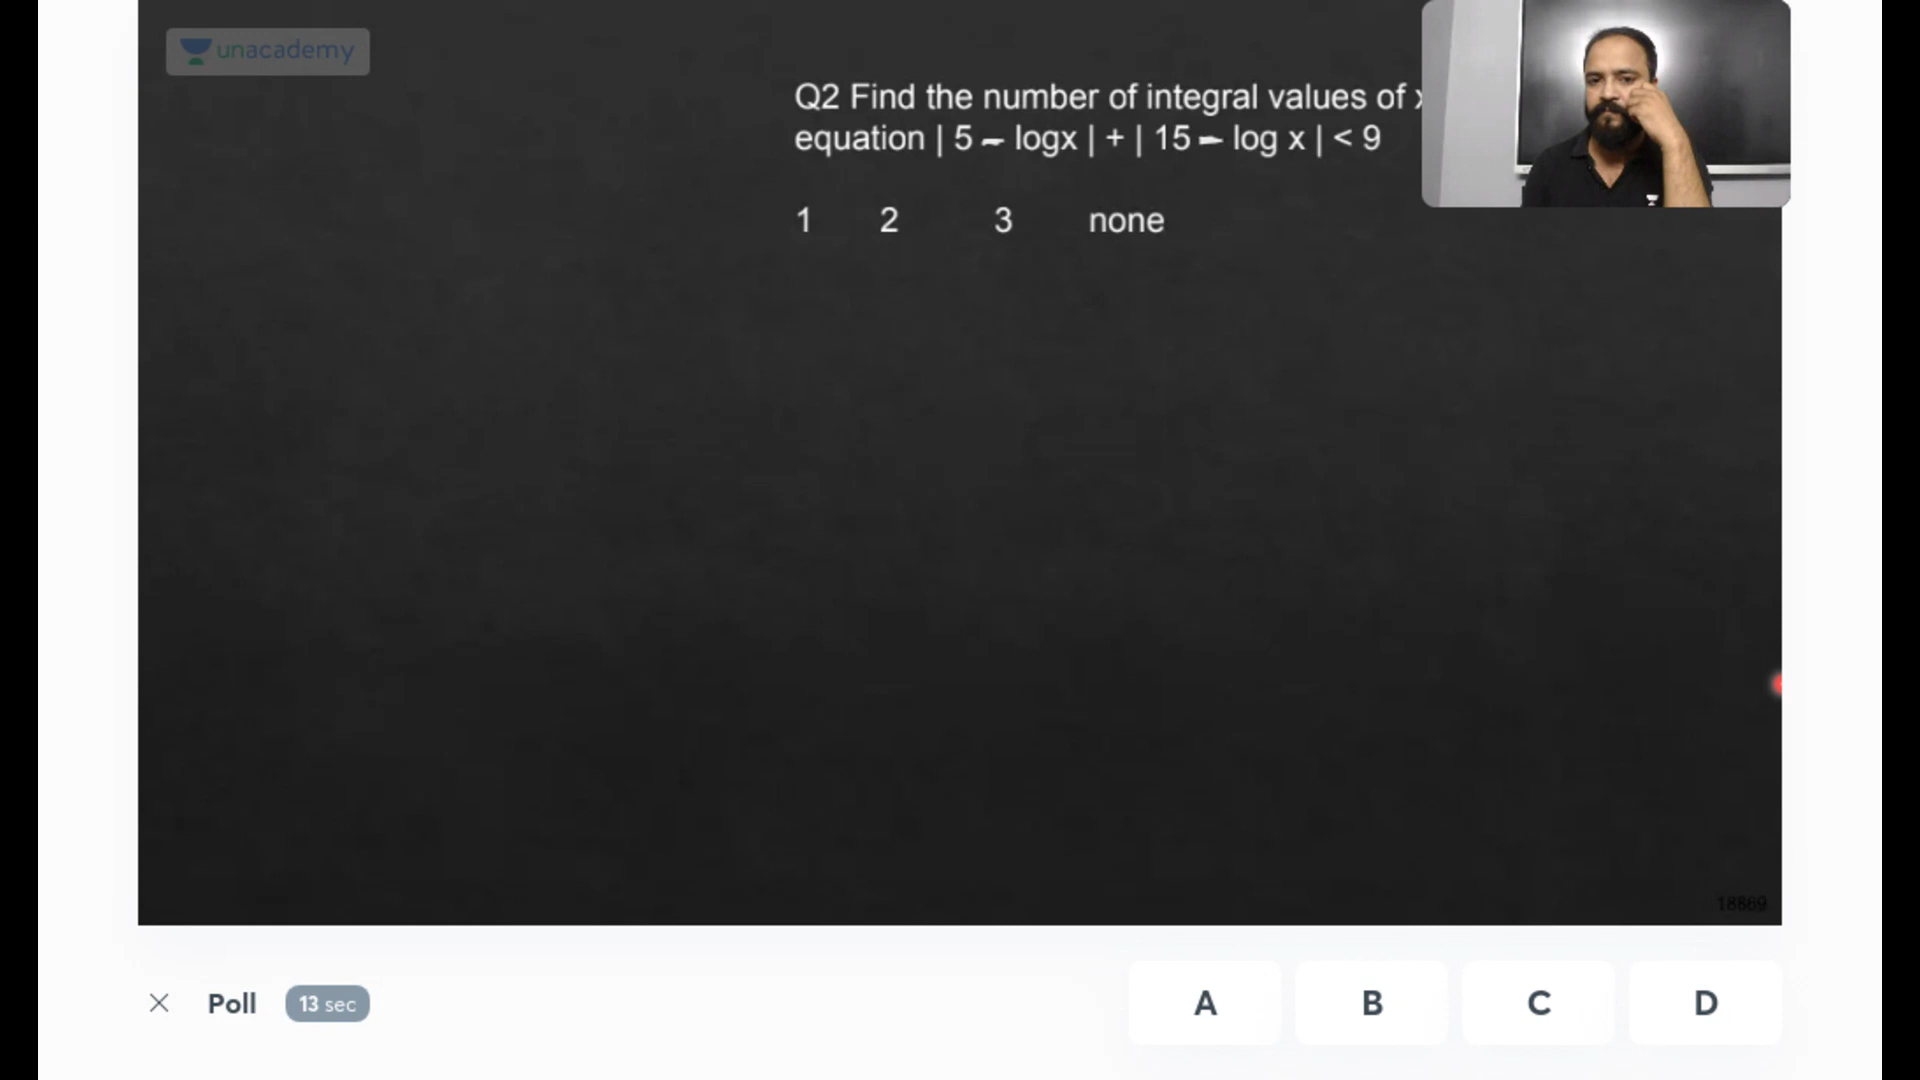 unacademy
Q2 Find the number of integral values of
equation | 5 - logx | + | 15 - log x | < 9
1 2 3 none
18869
Poll 13 sec A B C D